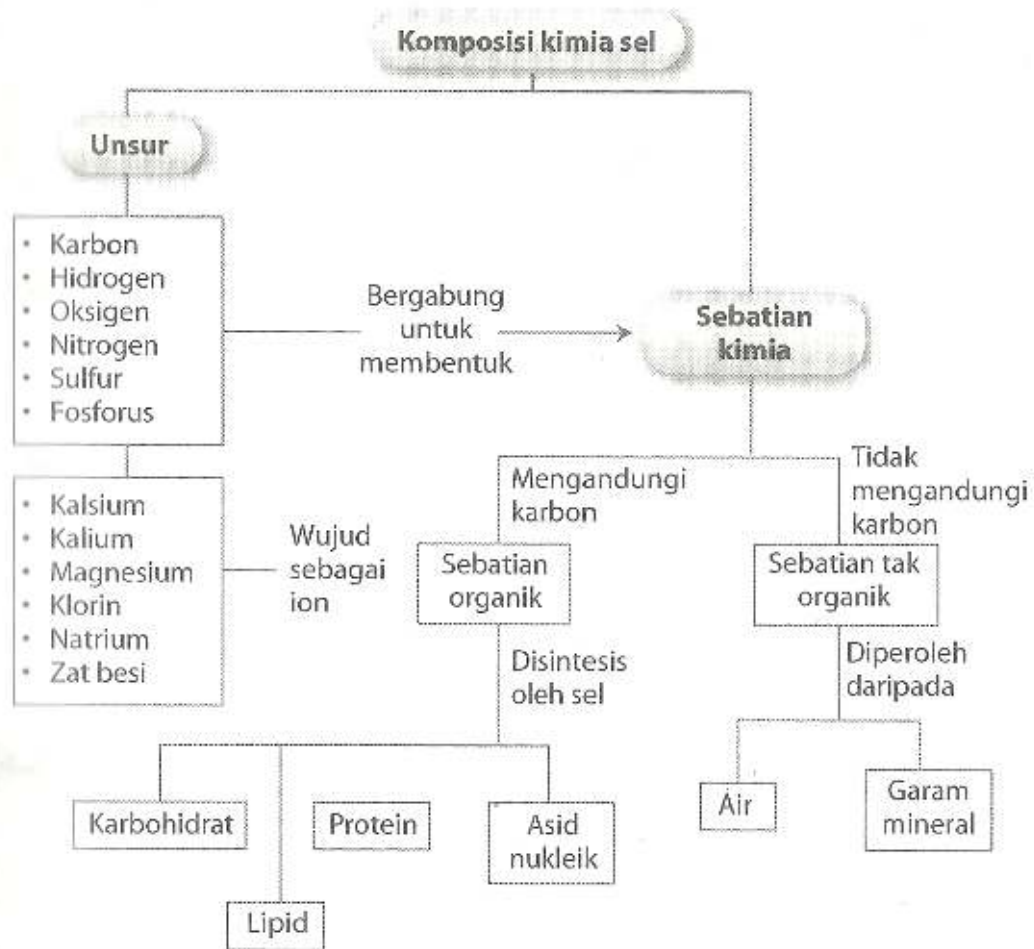 Komposisi kimia sel
Unsur
• Karbon
• Hidrogen
• Oksigen
• Nitrogen
• Sulfur
• Fosforus
Bergabung
untuk
membentuk
Sebatian
kimia
• Kalsium
• Kalium
• Magnesium
• Klorin
• Natrium
• Zat besi
Wujud
sebagai
ion
Mengandungi
karbon
Tidak
mengandungi
karbon
Sebatian
organik
Sebatian tak
organik
Disintesis
oleh sel
Diperoleh
daripada
Karbohidrat
Lipid
Protein
Asid
nukleik
Air
Garam
mineral